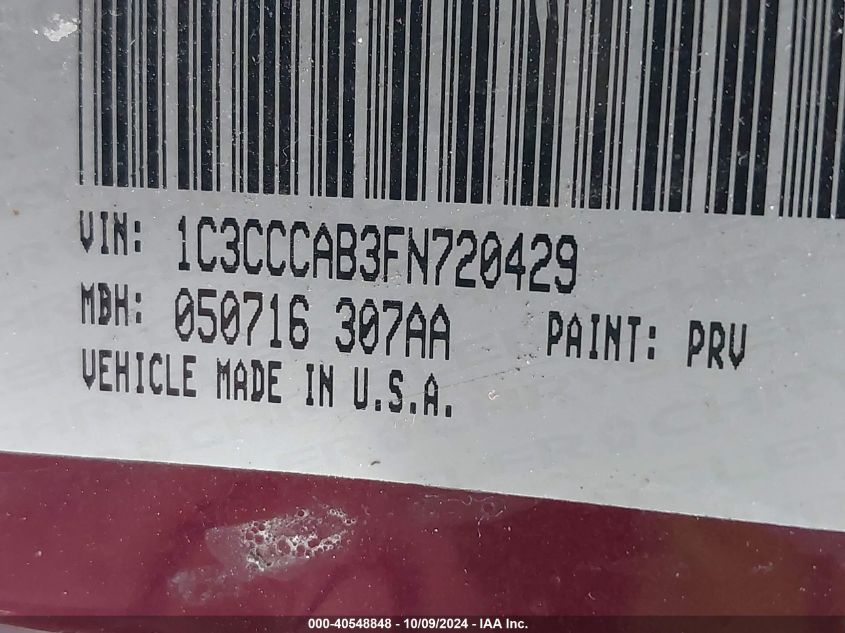 VIN: 1C3CCCAB3FN720429
MBH: 050716 307AA PAINT: PRV
VEHICLE MADE IN U.S.A.
000-40548848 - 10/09/2024 - IAA Inc.